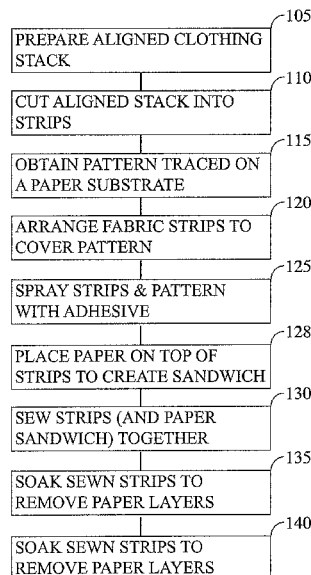 105
PREPARE ALIGNED CLOTHING
STACK
110
CUT ALIGNED STACK INTO
STRIPS
115
OBTAIN PATTERN TRACED ON
A PAPER SUBSTRATE
120
ARRANGE FABRIC STRIPS TO
COVER PATTERN
125
SPRAY STRIPS & PATTERN
WITH ADHESIVE
128
PLACE PAPER ON TOP OF
STRIPS TO CREATE SANDWICH
130
SEW STRIPS (AND PAPER
SANDWICH) TOGETHER
135
SOAK SEWN STRIPS TO
REMOVE PAPER LAYERS
140
SOAK SEWN STRIPS TO
REMOVE PAPER LAYERS